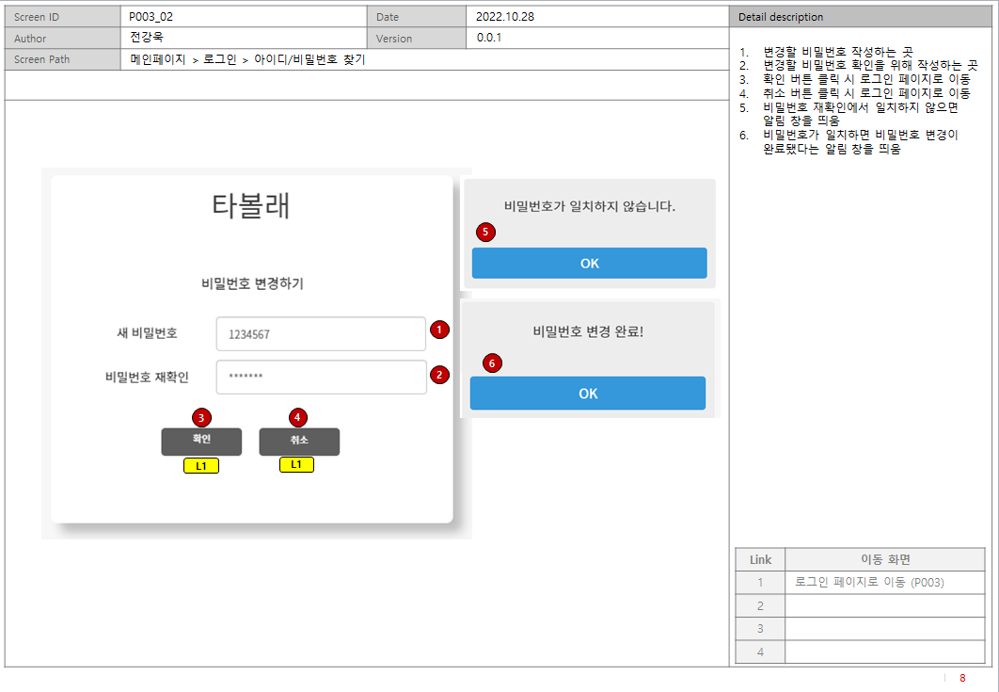 Screen ID P003_02 Date 2022.10.28 Detail description
Author 전강욱 Version 0.0.1
Screen Path 메인페이지 > 로그인 > 아이디/비밀번호 찾기
1. 변경할 비밀번호 작성하는 곳
2. 변경할 비밀번호 확인을 위해 작성하는 곳
3. 확인 버튼 클릭 시 로그인 페이지로 이동
4. 취소 버튼 클릭 시 로그인 페이지로 이동
5. 비밀번호 재확인에서 일치하지 않으면
알림 창을 띄움
6. 비밀번호가 일치하면 비밀번호 변경이
완료됐다는 알림 창을 띄움
타볼래
비밀번호 변경하기
새 비밀번호 1234567 1
비밀번호 재확인 ******* 2
3 4
확인 취소
L1 L1
비밀번호가 일치하지 않습니다.
5
OK
비밀번호 변경 완료!
6
OK
Link 이동 화면
1 로그인 페이지로 이동 (P003)
2
3
4
8